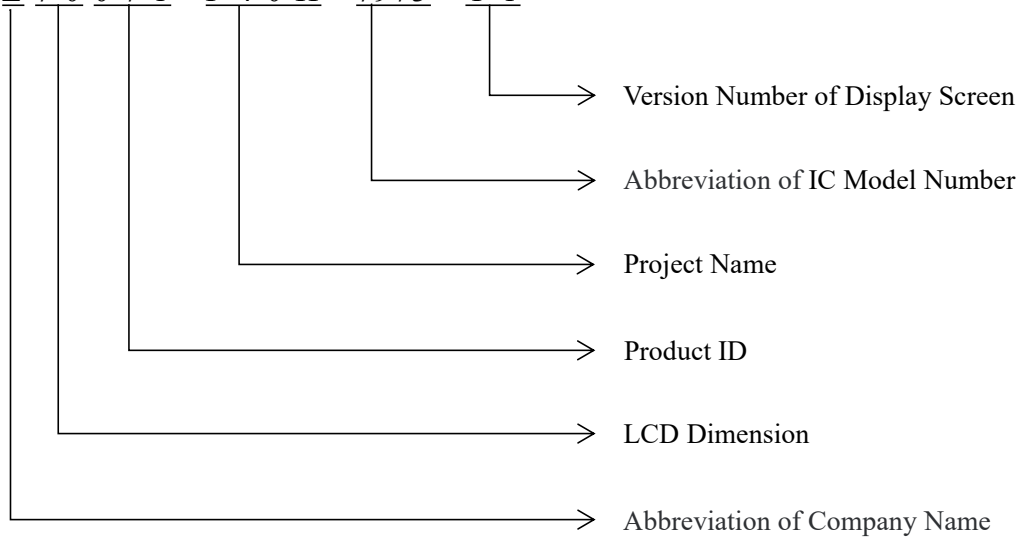 Version Number of Display Screen
Abbreviation of IC Model Number
Project Name
Product ID
LCD Dimension
Abbreviation of Company Name